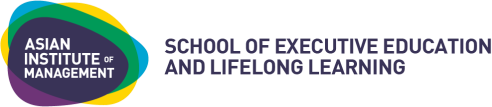 ASIAN
INSTITUTE OF
MANAGEMENT
SCHOOL OF EXECUTIVE EDUCATION
AND LIFELONG LEARNING